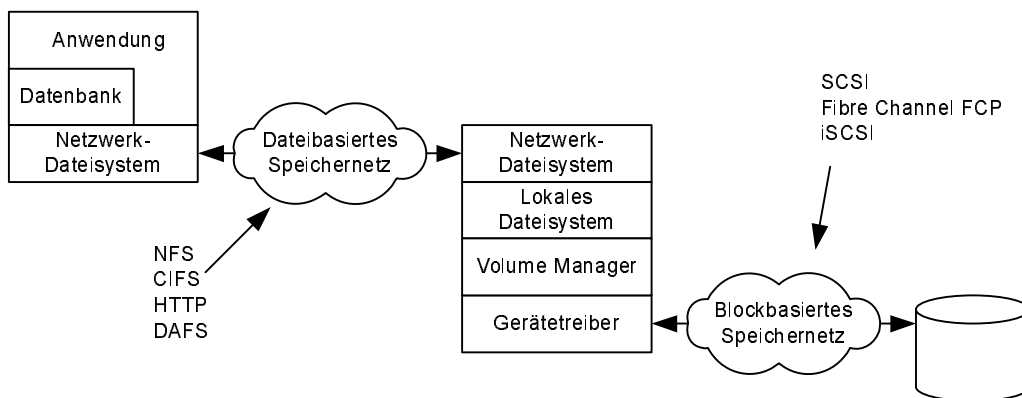 Anwendung
Datenbank
Netzwerk-
Dateisystem
Dateibasiertes
Speichernetz
NFS
CIFS
HTTP
DAFS
Netzwerk-
Dateisystem
Lokales
Dateisystem
Volume Manager
Gerätetreiber
SCSI
Fibre Channel FCP
iSCSI
Blockbasiertes
Speichernetz